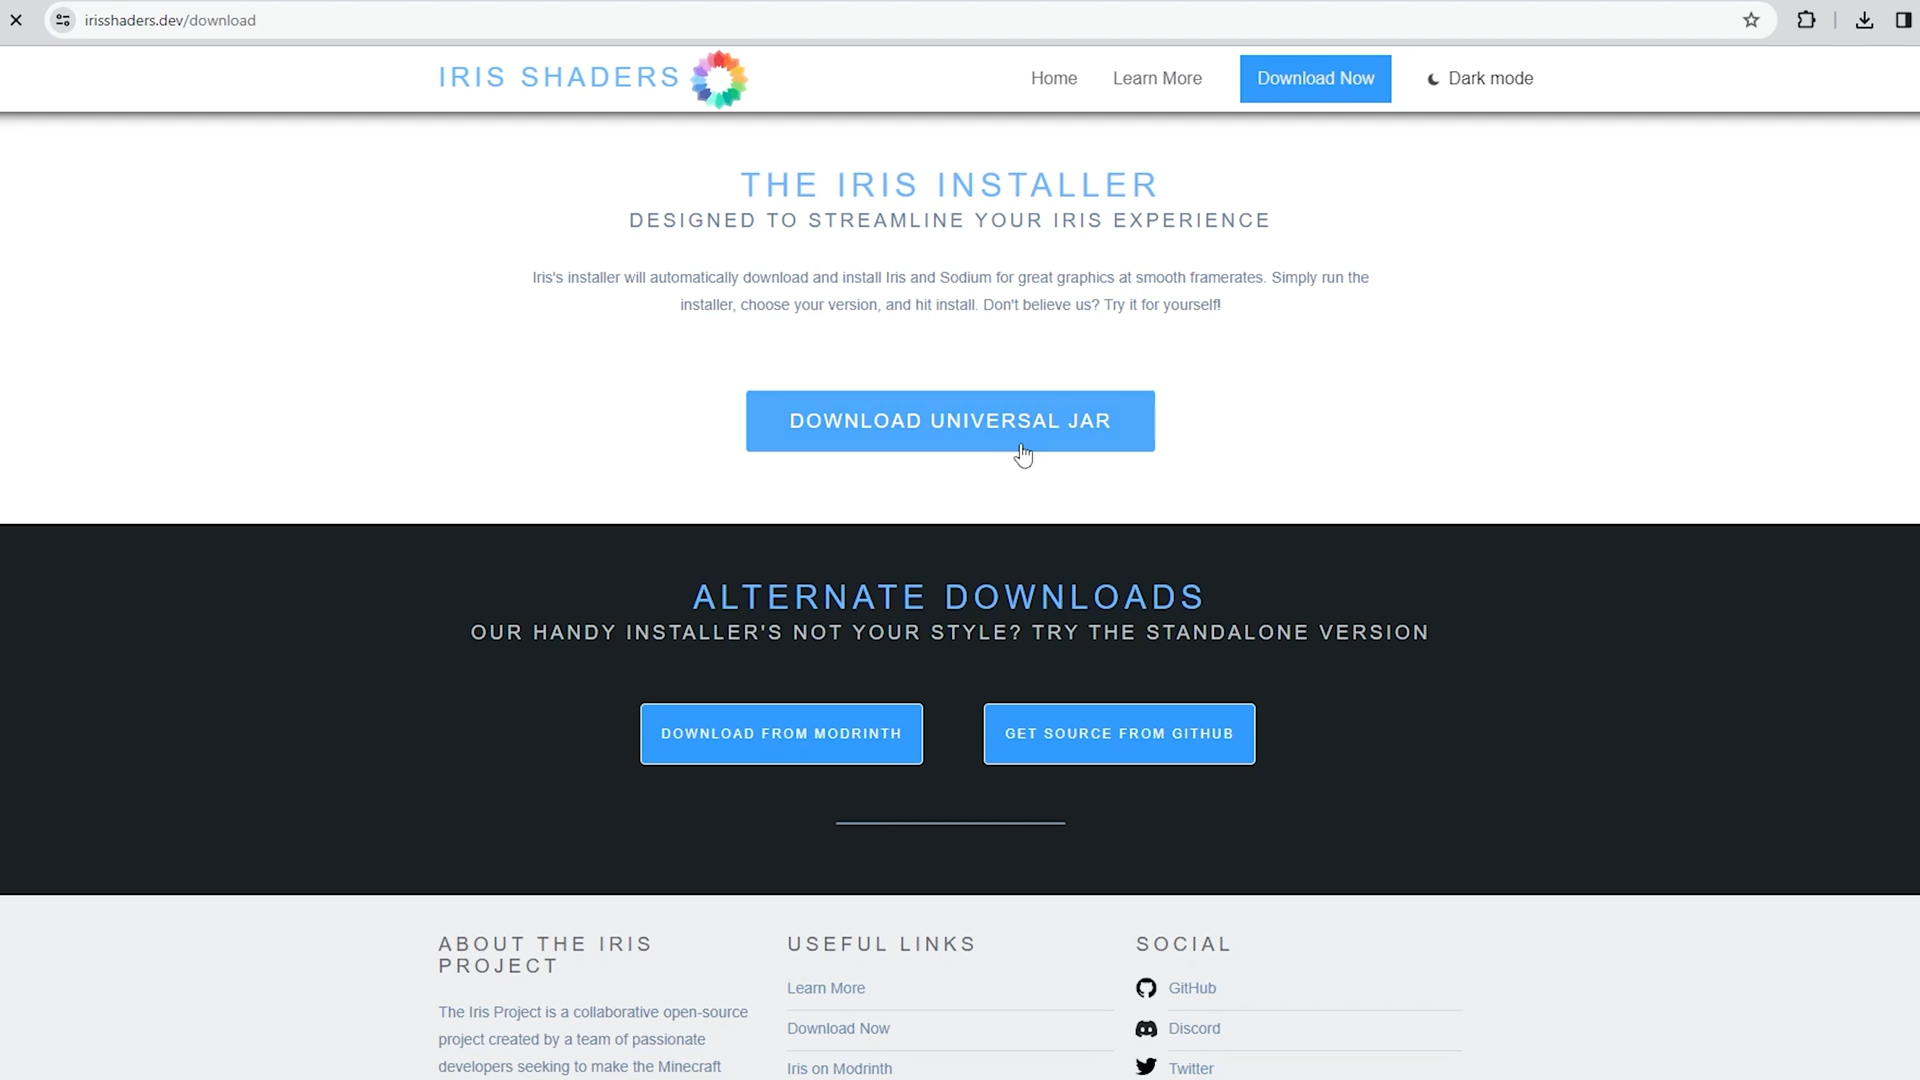 irisshaders.dev/download
IRIS SHADERS
Home
Learn More
Download Now
Dark mode
THE IRIS INSTALLER
DESIGNED TO STREAMLINE YOUR IRIS EXPERIENCE
Iris's installer will automatically download and install Iris and Sodium for great graphics at smooth framerates. Simply run the
installer, choose your version, and hit install. Don't believe us? Try it for yourself!
DOWNLOAD UNIVERSAL JAR
ALTERNATE DOWNLOADS
OUR HANDY INSTALLER'S NOT YOUR STYLE? TRY THE STANDALONE VERSION
DOWNLOAD FROM MODRINTH
GET SOURCE FROM GITHUB
ABOUT THE IRIS
PROJECT
The Iris Project is a collaborative open-source
project created by a team of passionate
developers seeking to make the Minecraft
USEFUL LINKS
Learn More
Download Now
Iris on Modrinth
SOCIAL
GitHub
Discord
Twitter